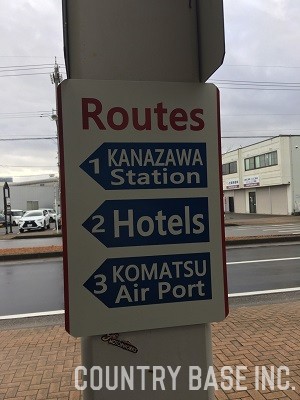 Routes
1 KANAZAWA
Station
2 Hotels
3 KOMATSU
Air Port
COUNTRY BASE INC.